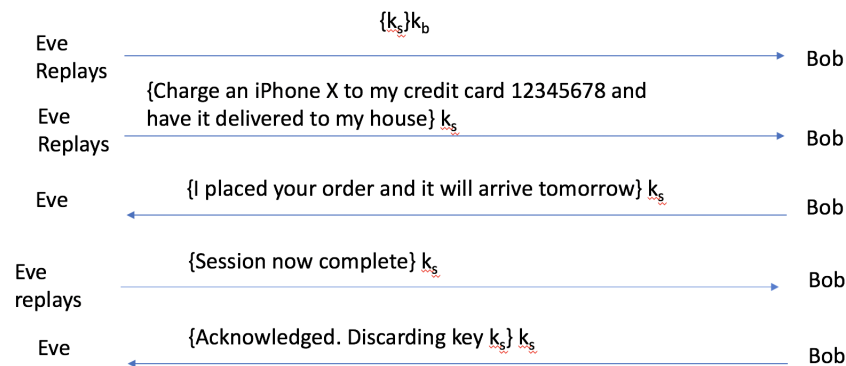 {kₛ}k_b
Eve
Replays
Bob
{Charge an iPhone X to my credit card 12345678 and
have it delivered to my house} kₛ
Eve
Replays
Bob
{I placed your order and it will arrive tomorrow} kₛ
Eve
Bob
{Session now complete} kₛ
Eve
replays
Bob
{Acknowledged. Discarding key kₛ} kₛ
Eve
Bob